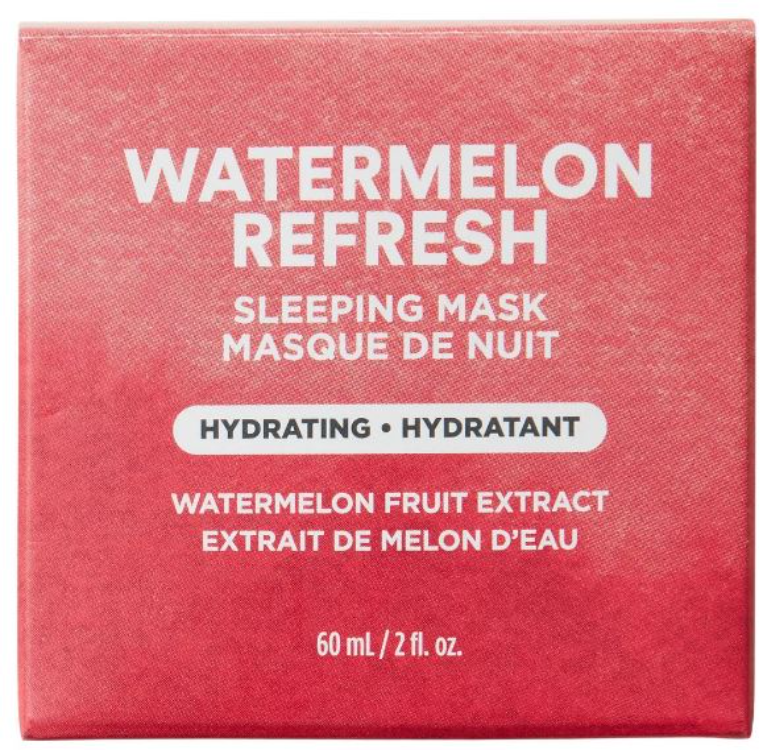 WATERMELON
REFRESH
SLEEPING MASK
MASQUE DE NUIT
HYDRATING • HYDRATANT
WATERMELON FRUIT EXTRACT
EXTRAIT DE MELON D'EAU
60 mL / 2 fl. oz.